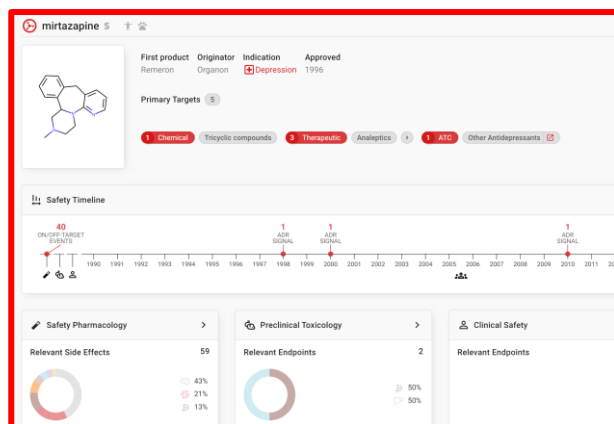 mirtazapine S
First product Originator Indication Approved
Remeron Organon Depression 1996
Primary Targets 5
1 Chemical Tricyclic compounds 3 Therapeutic Analeptics 1 ATC Other Antidepressants
Safety Timeline
40 1 1 1
ON/OFF-TARGET EVENTS ADR SIGNAL ADR SIGNAL ADR SIGNAL
1990 1991 1992 1993 1994 1995 1996 1997 1998 1999 2000 2001 2002 2003 2004 2005 2006 2007 2008 2009 2010 2011
Safety Pharmacology Preclinical Toxicology Clinical Safety
Relevant Side Effects 59 Relevant Endpoints 2 Relevant Endpoints
43%
21% 50%
13% 50%